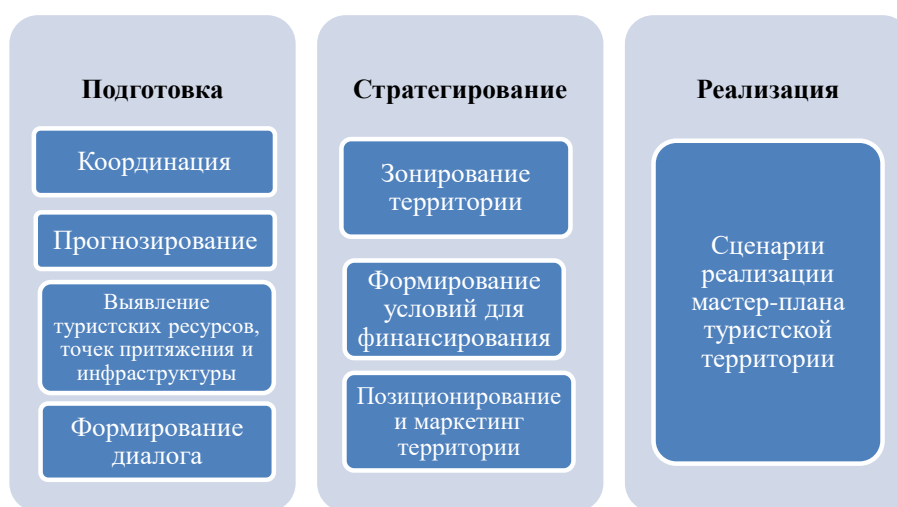 Подготовка
Координация
Прогнозирование
Выявление
туристских ресурсов,
точек притяжения и
инфраструктуры
Формирование
диалога
Стратегирование
Зонирование
территории
Формирование
условий для
финансирования
Позиционирование
и маркетинг
территории
Реализация
Сценарии
реализации
мастер-плана
туристской
территории